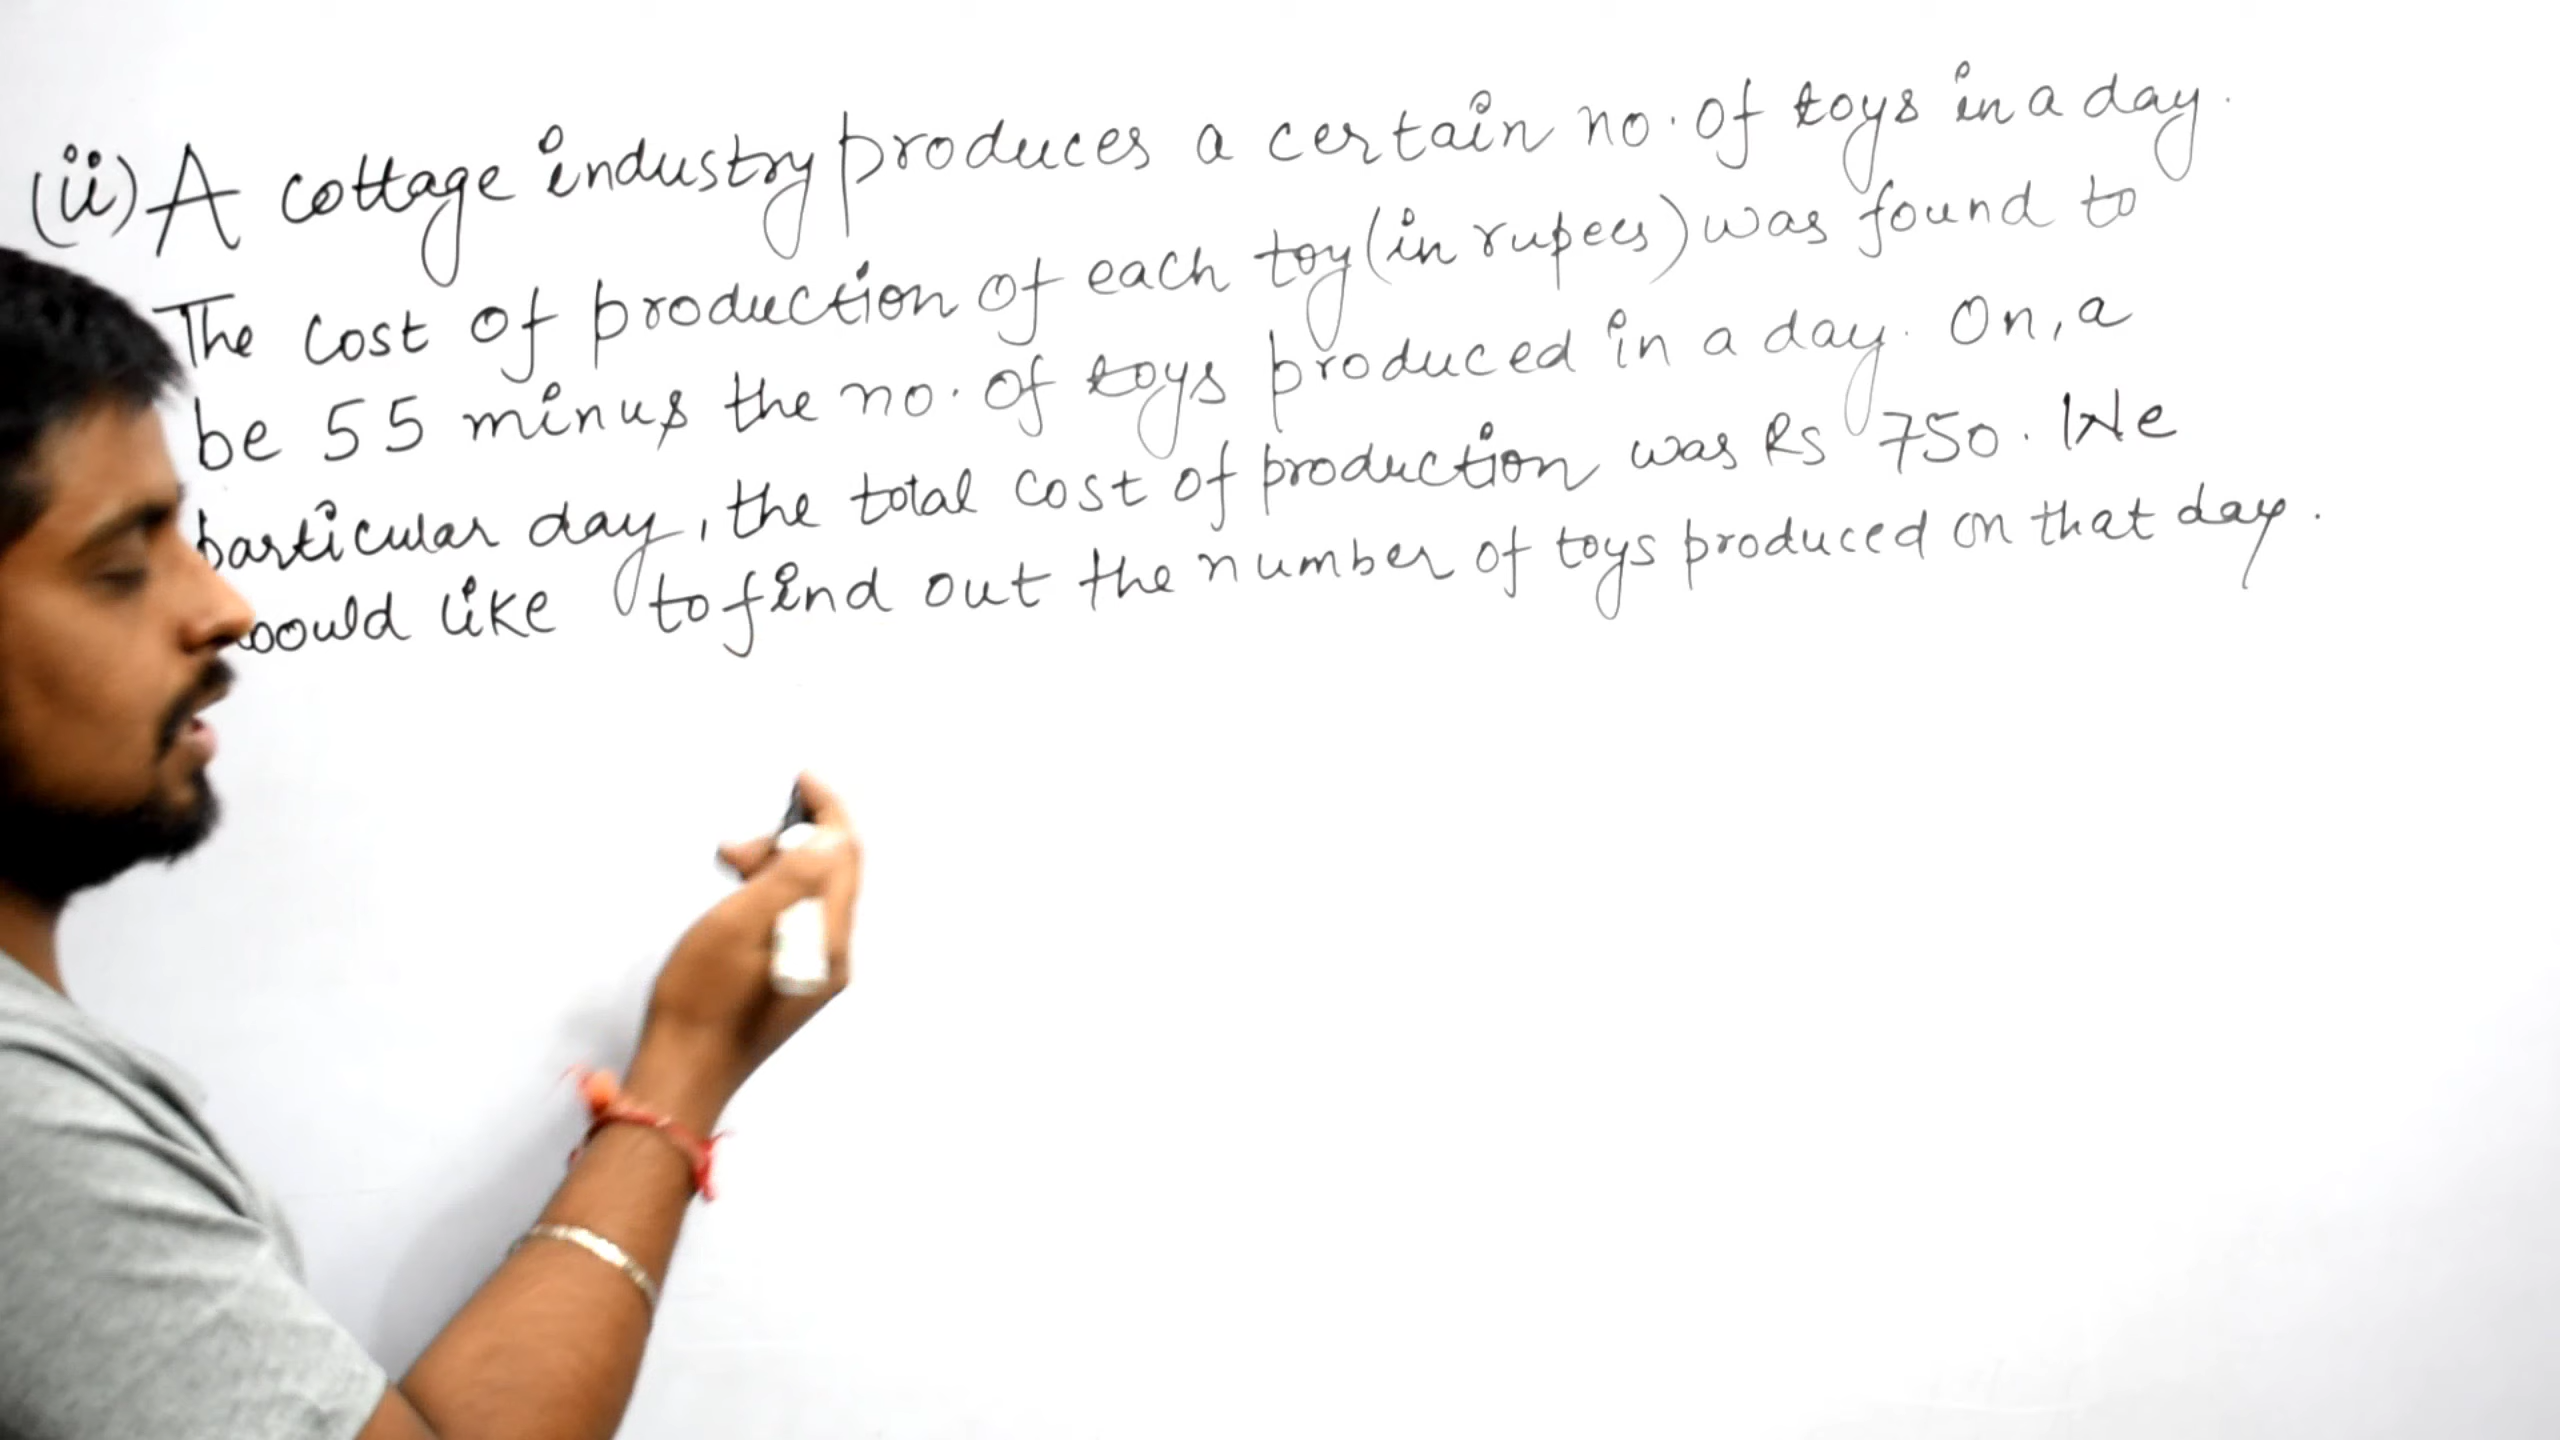 (ii) A cottage industry produces a certain no. of toys in a day.
The cost of production of each toy (in rupees) was found to
be 55 minus the no. of toys produced in a day. On, a
particular day, the total cost of production was Rs 750. We
would like to find out the number of toys produced on that day.